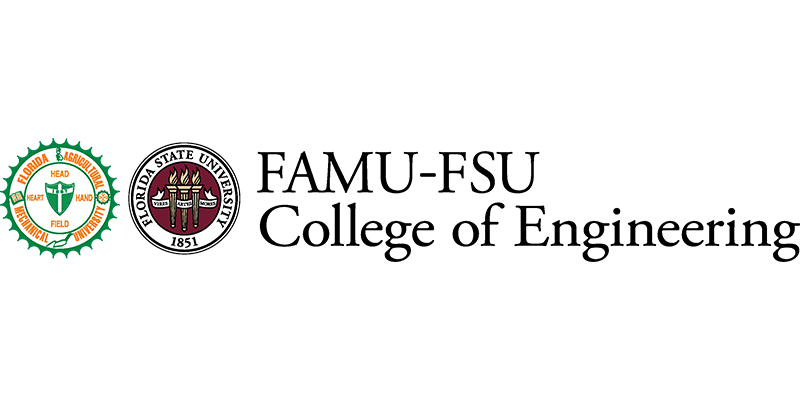 FLORIDA AGRICULTURAL
MECHANICAL UNIVERSITY
HEAD
HEART
HAND
FIELD
FLORIDA STATE UNIVERSITY
VIRES ARTES MORES
1851
FAMU-FSU
College of Engineering